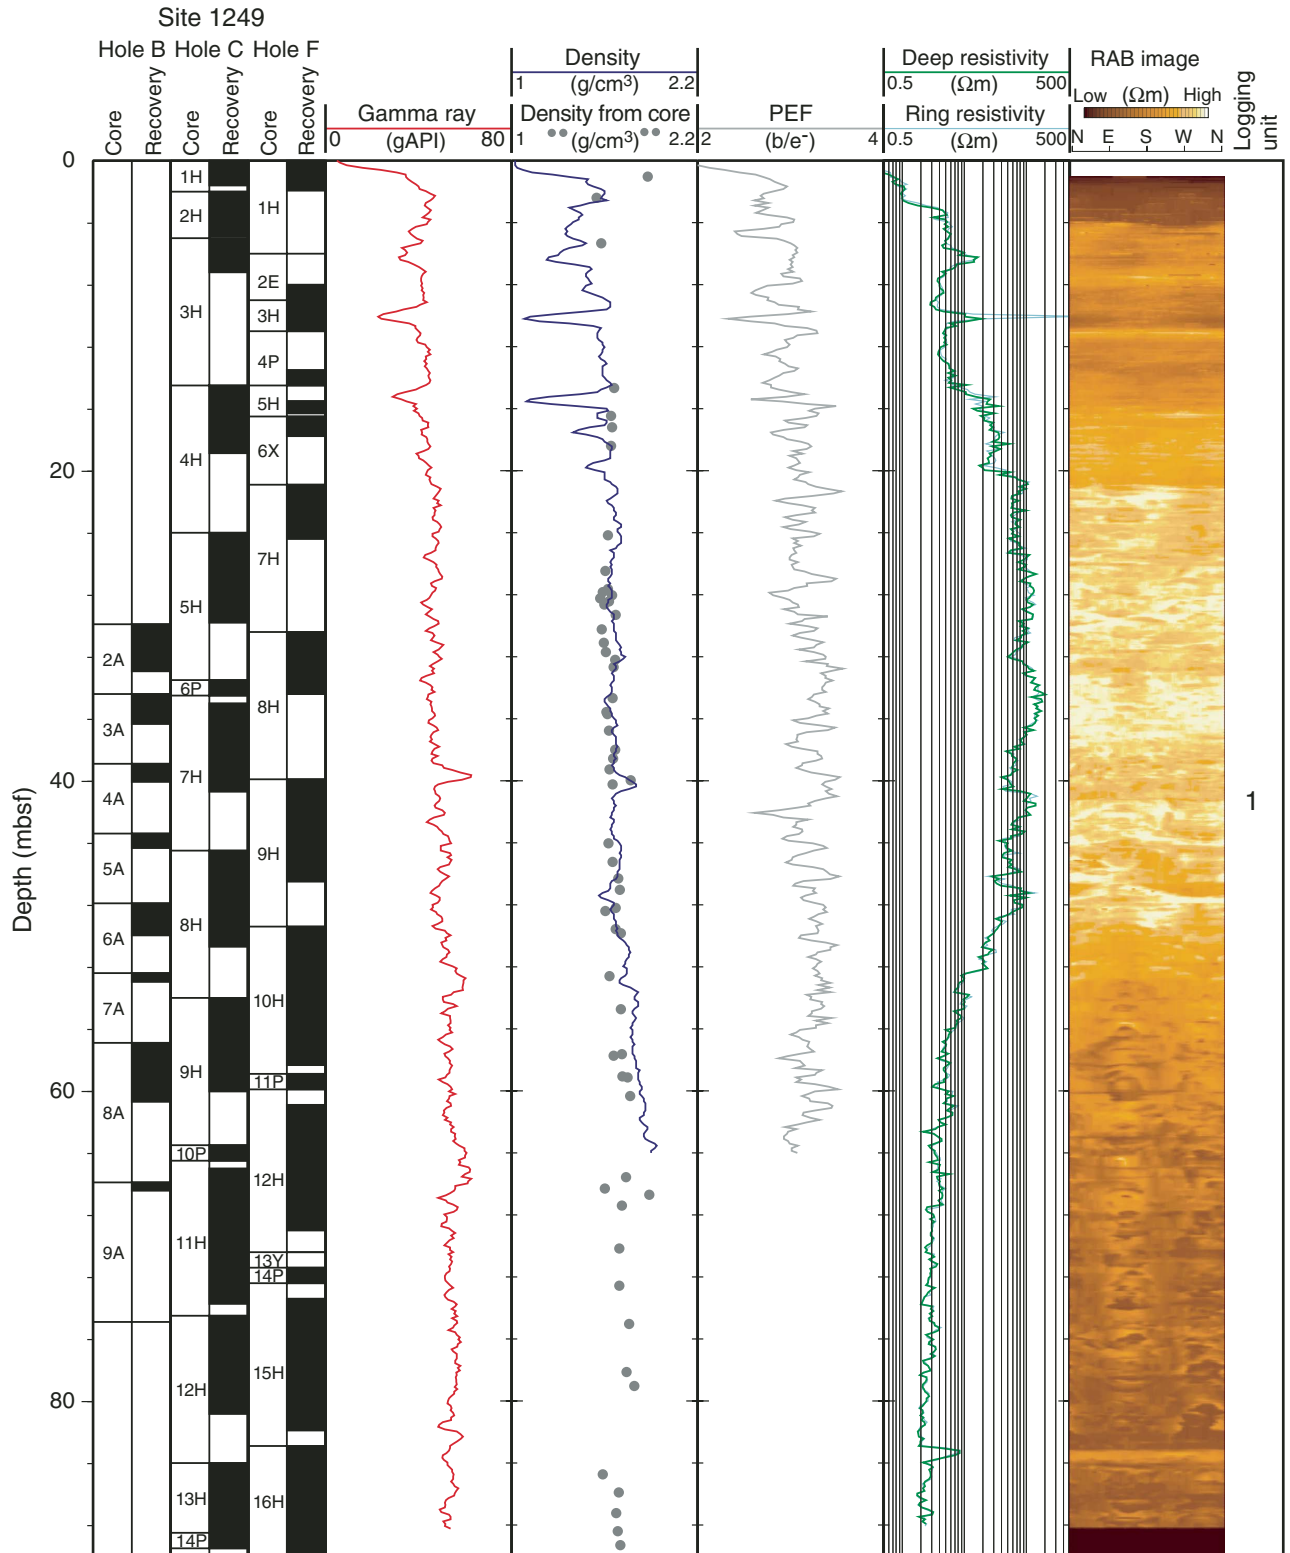 Site 1249
Hole B Hole C Hole F
Core Recovery Core Recovery Core Recovery
Gamma ray
0 (gAPI) 80
Density
1 (g/cm³) 2.2
Density from core
1 (g/cm³) 2.2
PEF
2 (b/e⁻) 4
Deep resistivity
0.5 (Ωm) 500
Ring resistivity
0.5 (Ωm) 500
RAB image
Low (Ωm) High
N E S W N
Logging
unit
Depth (mbsf)
0
20
40
60
80
2A
3A
4A
5A
6A
7A
8A
9A
1H
2H
3H
4H
5H
6P
7H
8H
9H
10P
11H
12H
13H
14P
1H
2E
3H
4P
5H
6X
7H
8H
9H
10H
11P
12H
13Y
14P
15H
16H
1